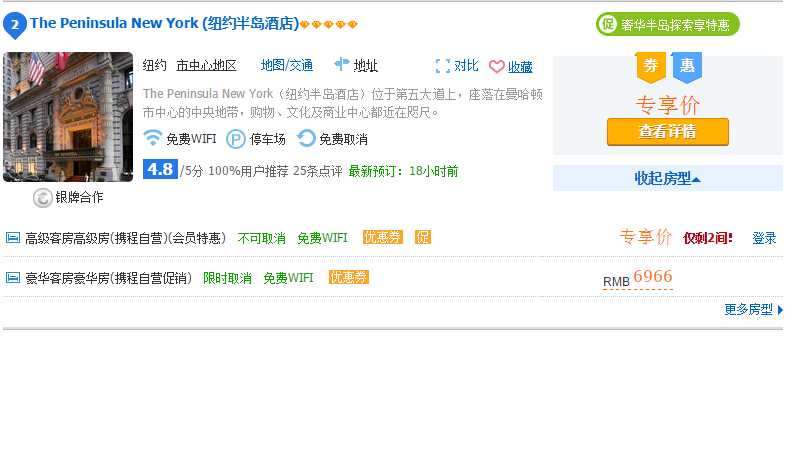 2 The Peninsula New York (纽约半岛酒店)
促 奢华半岛探索享特惠
纽约 市中心地区 地图/交通 地址 对比 收藏
The Peninsula New York（纽约半岛酒店）位于第五大道上，座落在曼哈顿
市中心的中央地带，购物、文化及商业中心都近在咫尺。
免费WIFI P 停车场 免费取消
4.8 /5分 100%用户推荐 25条点评 最新预订：18小时前
银牌合作
券 惠
专享价
查看详情
收起房型
高级客房高级房(携程自营)(会员特惠) 不可取消 免费WIFI 优惠券 促 专享价 仅剩2间! 登录
豪华客房豪华房(携程自营促销) 限时取消 免费WIFI 优惠券 RMB 6966
更多房型